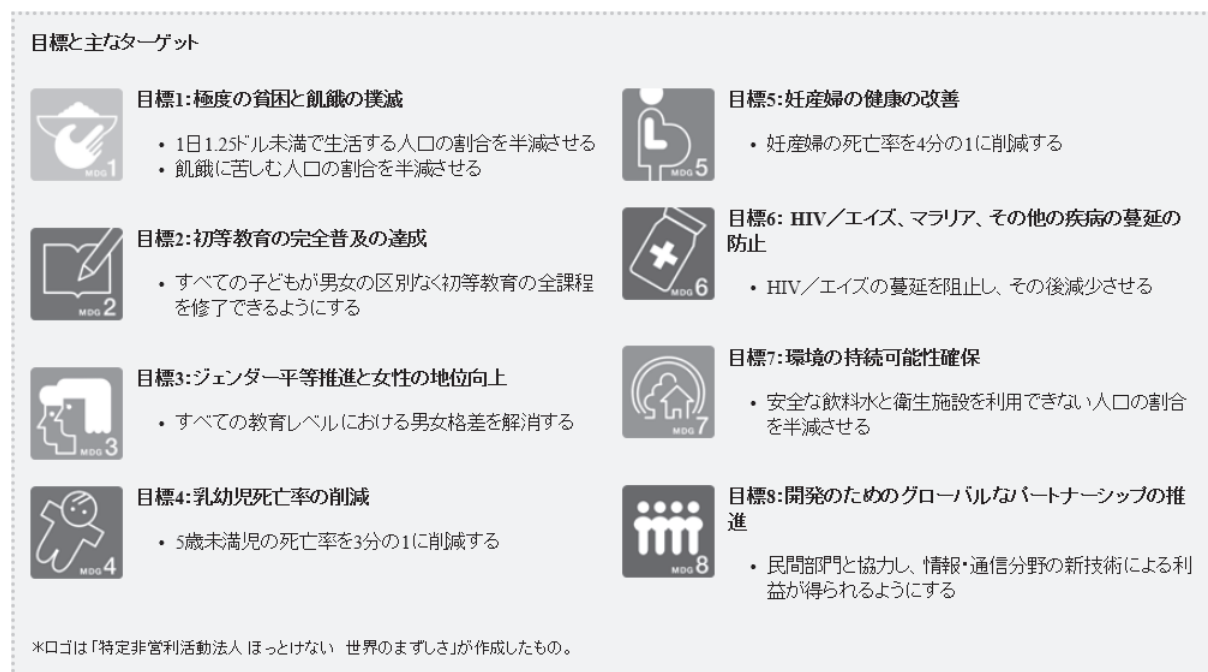 目標と主なターゲット
目標1:極度の貧困と飢餓の撲滅
• 1日1.25ドル未満で生活する人口の割合を半減させる
• 飢餓に苦しむ人口の割合を半減させる
MDG 1
目標2:初等教育の完全普及の達成
• すべての子どもが男女の区別なく初等教育の全課程
を修了できるようにする
MDG 2
目標3:ジェンダー平等推進と女性の地位向上
• すべての教育レベルにおける男女格差を解消する
MDG 3
目標4:乳幼児死亡率の削減
• 5歳未満児の死亡率を3分の1に削減する
MDG 4
目標5:妊産婦の健康の改善
• 妊産婦の死亡率を4分の1に削減する
MDG 5
目標6: HIV/エイズ、マラリア、その他の疾病の蔓延の
防止
• HIV/エイズの蔓延を阻止し、その後減少させる
MDG 6
目標7:環境の持続可能性確保
• 安全な飲料水と衛生施設を利用できない人口の割合
を半減させる
MDG 7
目標8:開発のためのグローバルなパートナーシップの推
進
• 民間部門と協力し、情報・通信分野の新技術による利
益が得られるようにする
MDG 8
*ロゴは「特定非営利活動法人 ほっとけない 世界のまずしさ」が作成したもの。